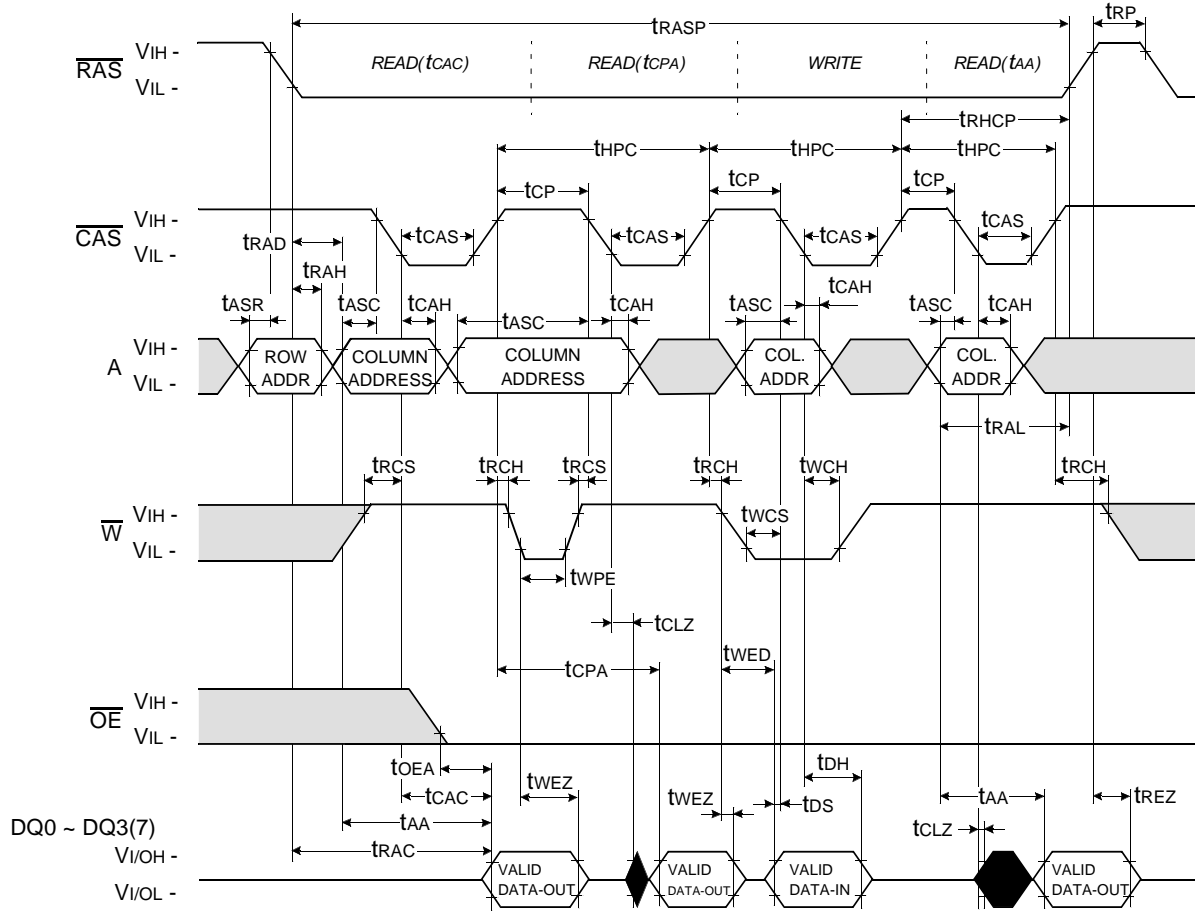 tRASP
tRP
RAS
VIH -
VIL -
READ(tCAC)
READ(tCPA)
WRITE
READ(tAA)
tRHCP
tHPC
tHPC
tHPC
tCP
tCP
tCP
CAS
VIH -
VIL -
tCAS
tCAS
tCAS
tCAS
tRAD
tRAH
tASR
tASC
tCAH
tASC
tCAH
tASC
tCAH
tASC
tCAH
A
VIH -
VIL -
ROW
ADDR
COLUMN
ADDRESS
COLUMN
ADDRESS
COL.
ADDR
COL.
ADDR
tRAL
tRCS
tRCH
tRCS
tRCH
tWCH
tRCH
W
VIH -
VIL -
tWCS
tWPE
tCLZ
tCPA
tWED
OE
VIH -
VIL -
tOEA
tCAC
tAA
tRAC
tWEZ
tWEZ
tDH
tDS
tAA
tREZ
tCLZ
DQ0 ~ DQ3(7)
VI/OH -
VI/OL -
VALID
DATA-OUT
VALID
DATA-OUT
VALID
DATA-IN
VALID
DATA-OUT